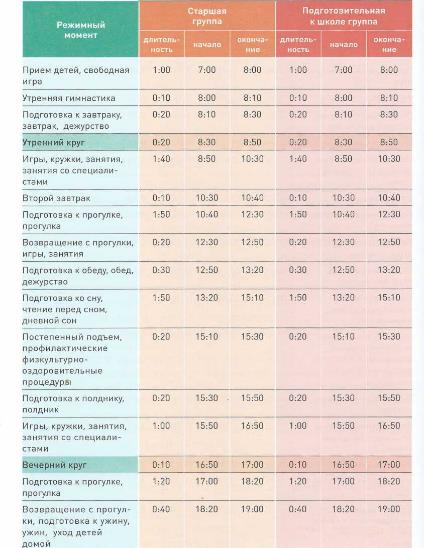 Режимный момент | Старшая группа | Подготовительная к школе группа
длитель-ность | начало | оконча-ние | длитель-ность | начало | оконча-ние
Прием детей, свободная игра | 1:00 | 7:00 | 8:00 | 1:00 | 7:00 | 8:00
Утренняя гимнастика | 0:10 | 8:00 | 8:10 | 0:10 | 8:00 | 8:10
Подготовка к завтраку, завтрак, дежурство | 0:20 | 8:10 | 8:30 | 0:20 | 8:10 | 8:30
Утренний круг | 0:20 | 8:30 | 8:50 | 0:20 | 8:30 | 8:50
Игры, кружки, занятия, занятия со специали-стами | 1:40 | 8:50 | 10:30 | 1:40 | 8:50 | 10:30
Второй завтрак | 0:10 | 10:30 | 10:40 | 0:10 | 10:30 | 10:40
Подготовка к прогулке, прогулка | 1:50 | 10:40 | 12:30 | 1:50 | 10:40 | 12:30
Возвращение с прогулки, игры, занятия | 0:20 | 12:30 | 12:50 | 0:20 | 12:30 | 12:50
Подготовка к обеду, обед, дежурство | 0:30 | 12:50 | 13:20 | 0:30 | 12:50 | 13:20
Подготовка ко сну, чтение перед сном, дневной сон | 1:50 | 13:20 | 15:10 | 1:50 | 13:20 | 15:10
Постепенный подъем, профилактические физкультурно-оздоровительные процедуры | 0:20 | 15:10 | 15:30 | 0:20 | 15:10 | 15:30
Подготовка к полднику, полдник | 0:20 | 15:30 | 15:50 | 0:20 | 15:30 | 15:50
Игры, кружки, занятия, занятия со специали-стами | 1:00 | 15:50 | 16:50 | 1:00 | 15:50 | 16:50
Вечерний круг | 0:10 | 16:50 | 17:00 | 0:10 | 16:50 | 17:00
Подготовка к прогулке, прогулка | 1:20 | 17:00 | 18:20 | 1:20 | 17:00 | 18:20
Возвращение с прогул-ки, подготовка к ужину, ужин, уход детей домой | 0:40 | 18:20 | 19:00 | 0:40 | 18:20 | 19:00